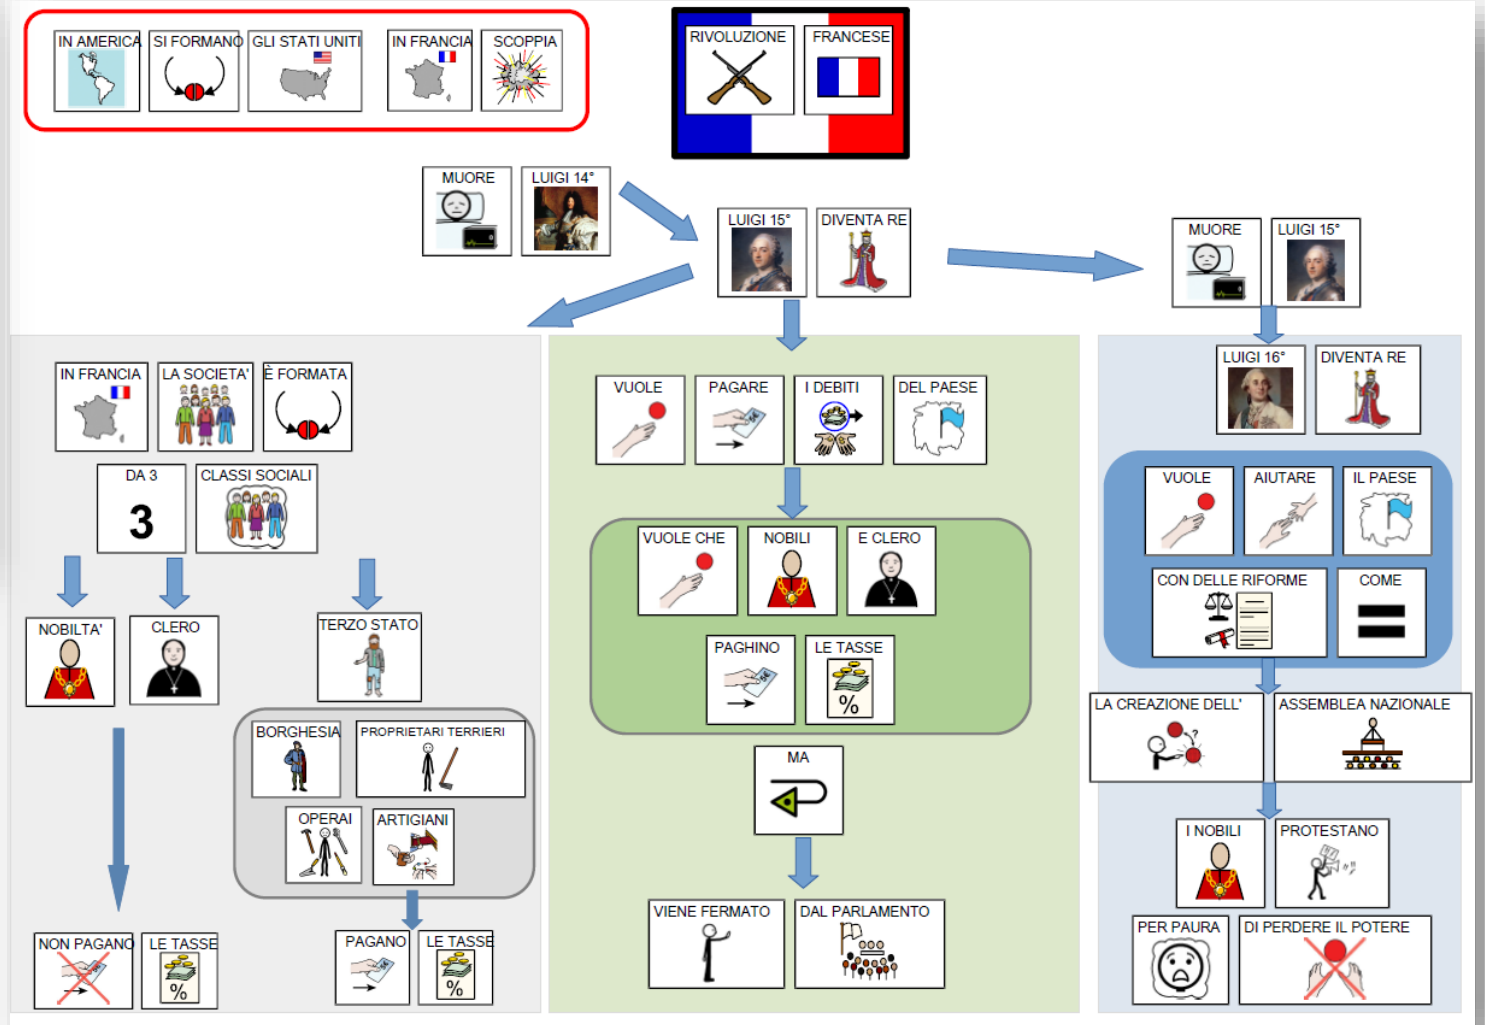 IN AMERICA
SI FORMANO
GLI STATI UNITI
IN FRANCIA
SCOPPIA
RIVOLUZIONE
FRANCESE
MUORE
LUIGI 14°
LUIGI 15°
DIVENTA RE
MUORE
LUIGI 15°
IN FRANCIA
LA SOCIETA'
È FORMATA
DA 3
3
CLASSI SOCIALI
NOBILTA'
CLERO
TERZO STATO
BORGHESIA
PROPRIETARI TERRIERI
OPERAI
ARTIGIANI
NON PAGANO
LE TASSE
%
PAGANO
LE TASSE
%
VUOLE
PAGARE
5€
I DEBITI
DEL PAESE
VUOLE CHE
NOBILI
E CLERO
PAGHINO
5€
LE TASSE
%
MA
VIENE FERMATO
DAL PARLAMENTO
LUIGI 16°
DIVENTA RE
VUOLE
AIUTARE
IL PAESE
CON DELLE RIFORME
COME
LA CREAZIONE DELL'
?
ASSEMBLEA NAZIONALE
I NOBILI
PROTESTANO
PER PAURA
DI PERDERE IL POTERE